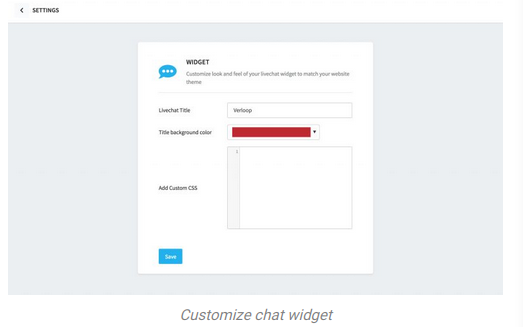 SETTINGS
WIDGET
Customize look and feel of your livechat widget to match your website
theme
Livechat Title
Verloop
Title background color
1
Add Custom CSS
Save
Customize chat widget